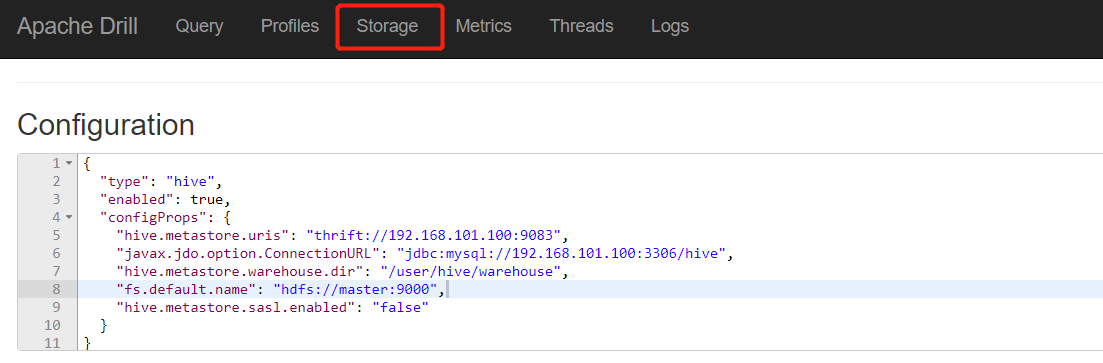 Apache Drill Query Profiles Storage Metrics Threads Logs
Configuration
1 {
2 "type": "hive",
3 "enabled": true,
4 "configProps": {
5 "hive.metastore.uris": "thrift://192.168.101.100:9083",
6 "javax.jdo.option.ConnectionURL": "jdbc:mysql://192.168.101.100:3306/hive",
7 "hive.metastore.warehouse.dir": "/user/hive/warehouse",
8 "fs.default.name": "hdfs://master:9000",
9 "hive.metastore.sasl.enabled": "false"
10 }
11 }